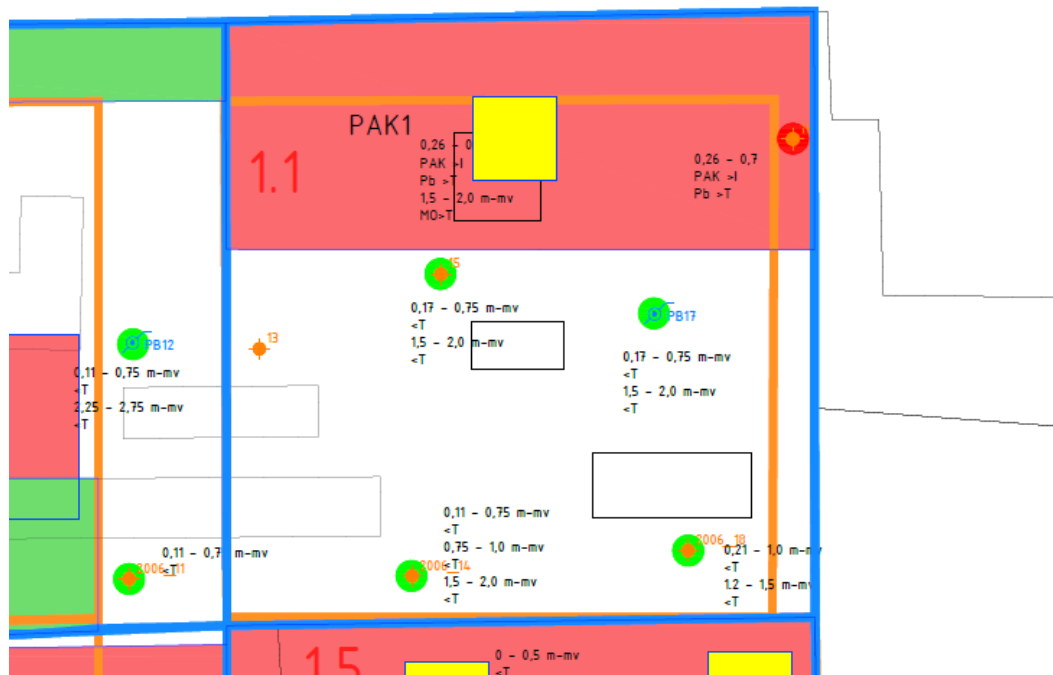 PAK1
1.1
0,26 - 0
PAK >I
Pb >T
1,5 - 2,0 m-mv
MO>T
0,26 - 0,7
PAK >I
Pb >T
15
0,17 - 0,75 m-mv
<T
1,5 - 2,0 m-mv
<T
PB17
0,17 - 0,75 m-mv
<T
1,5 - 2,0 m-mv
<T
13
PB12
0,11 - 0,75 m-mv
<T
2,25 - 2,75 m-mv
<T
0,11 - 0,75 m-mv
<T
2006_11
0,11 - 0,75 m-mv
<T
0,75 - 1,0 m-mv
<T
1,5 - 2,0 m-mv
<T
2006_14
2006_18
0,21 - 1,0 m-mv
<T
1.2 - 1,5 m-mv
<T
1.5
0 - 0,5 m-mv
<T